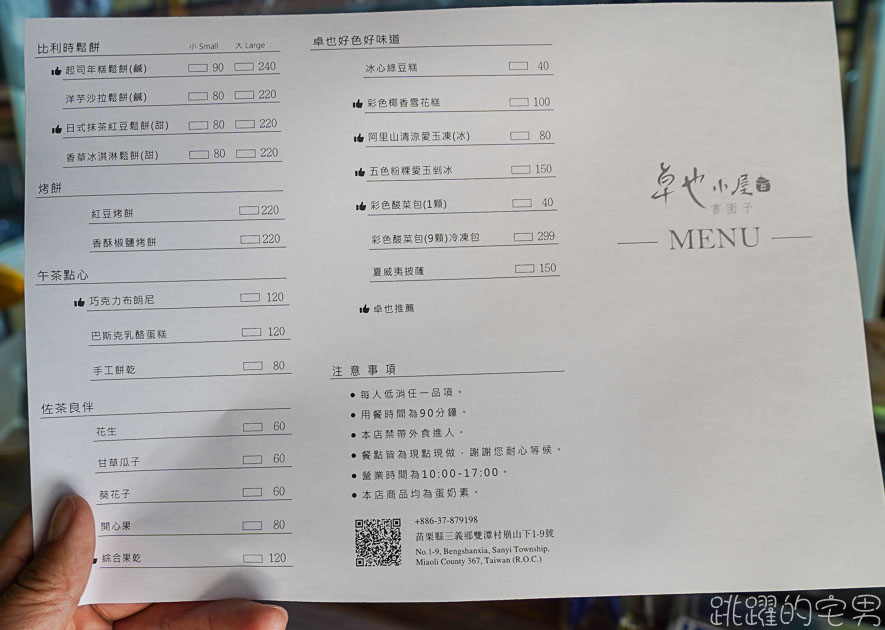 比利時鬆餅 小 Small 大 Large
起司年糕鬆餅(鹹) 90 240
洋芋沙拉鬆餅(鹹) 80 220
日式抹茶紅豆鬆餅(甜) 80 220
香草冰淇淋鬆餅(甜) 80 220
烤餅
紅豆烤餅 220
香酥椒鹽烤餅 220
午茶點心
巧克力布朗尼 120
巴斯克乳酪蛋糕 120
手工餅乾 80
佐茶良伴
花生 60
甘草瓜子 60
葵花子 60
開心果 80
綜合果乾 120
卓也好色好味道
冰心綠豆糕 40
彩色椰香雪花糕 100
阿里山清涼愛玉凍(冰) 80
五色粉粿愛玉剉冰 150
彩色酸菜包(1顆) 40
彩色酸菜包(9顆)冷凍包 299
夏威夷披薩 150
卓也推薦
注意事項
● 每人低消任一品項。
● 用餐時間為90分鐘。
● 本店禁帶外食進入。
● 餐點皆為現點現做，謝謝您耐心等候。
● 營業時間為10:00-17:00。
● 本店商品均為蛋奶素。
+886-37-879198
苗栗縣三義鄉雙潭村崩山下1-9號
No.1-9, Bengshanxia, Sanyi Township,
Miaoli County 367, Taiwan (R.O.C.)
卓也小屋
書園子
MENU
跳躍的宅男